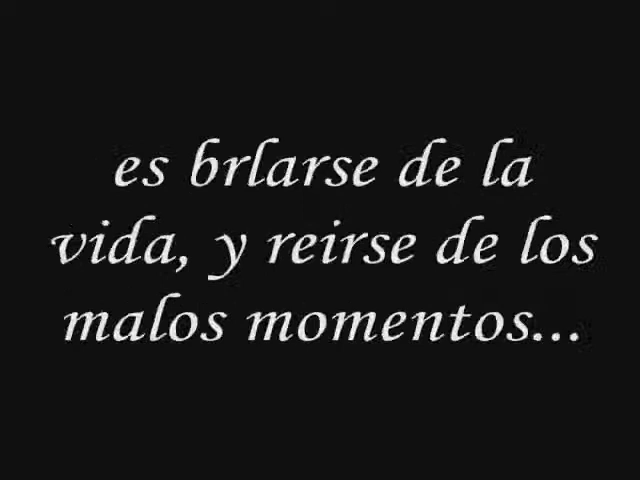 es brlarse de la
vida, y reirse de los
malos momentos...